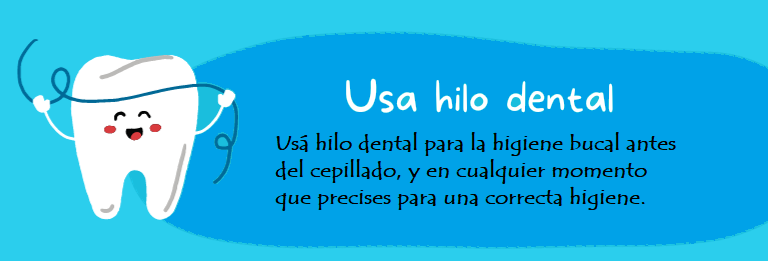 Usa hilo dental
Usá hilo dental para la higiene bucal antes
del cepillado, y en cualquier momento
que precises para una correcta higiene.